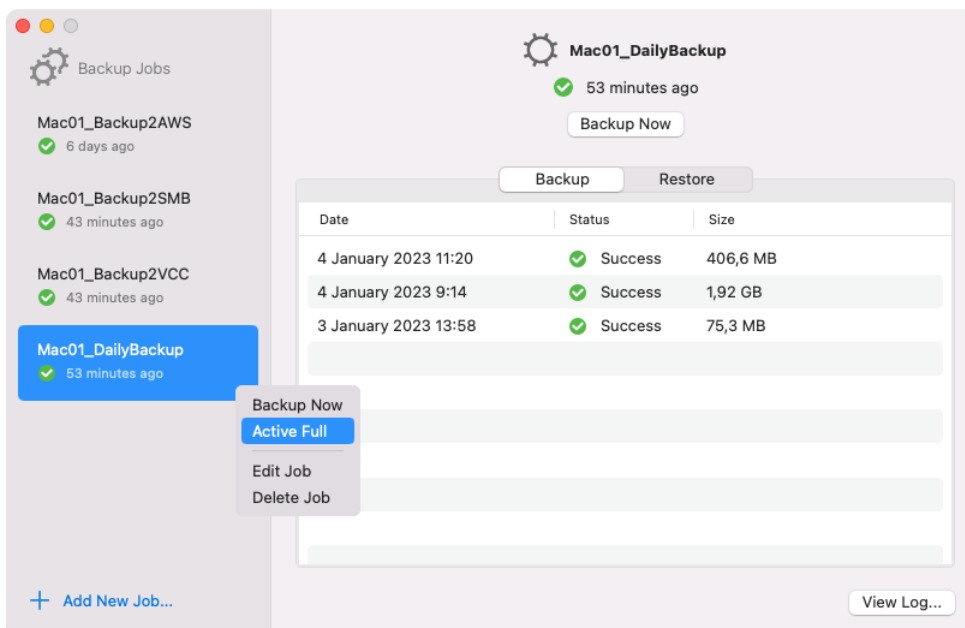 Backup Jobs
Mac01_Backup2AWS
6 days ago
Mac01_Backup2SMB
43 minutes ago
Mac01_Backup2VCC
43 minutes ago
Mac01_DailyBackup
53 minutes ago
Backup Now
Active Full
Edit Job
Delete Job
Add New Job...
Mac01_DailyBackup
53 minutes ago
Backup Now
Backup Restore
Date Status Size
4 January 2023 11:20 Success 406,6 MB
4 January 2023 9:14 Success 1,92 GB
3 January 2023 13:58 Success 75,3 MB
View Log...